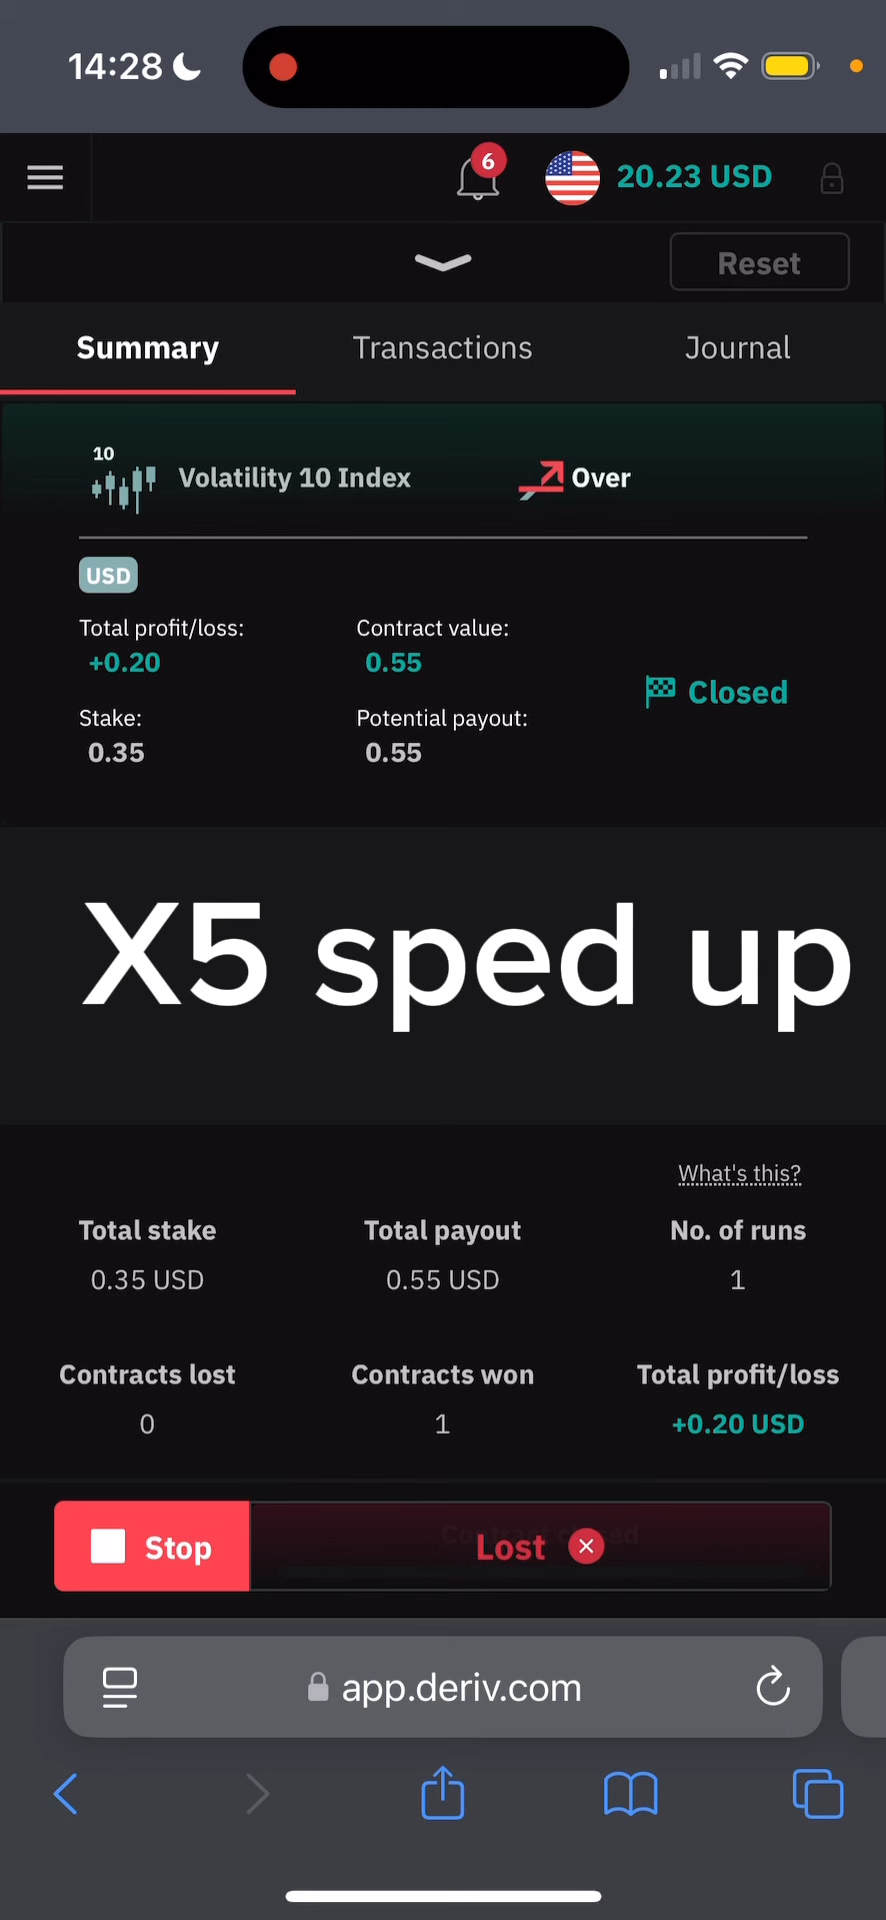 14:28
6
20.23 USD
Reset
Summary Transactions Journal
10
Volatility 10 Index Over
USD
Total profit/loss: Contract value:
+0.20 0.55
Closed
Stake: Potential payout:
0.35 0.55
X5 sped up
What's this?
Total stake Total payout No. of runs
0.35 USD 0.55 USD 1
Contracts lost Contracts won Total profit/loss
0 1 +0.20 USD
Stop Lost
app.deriv.com